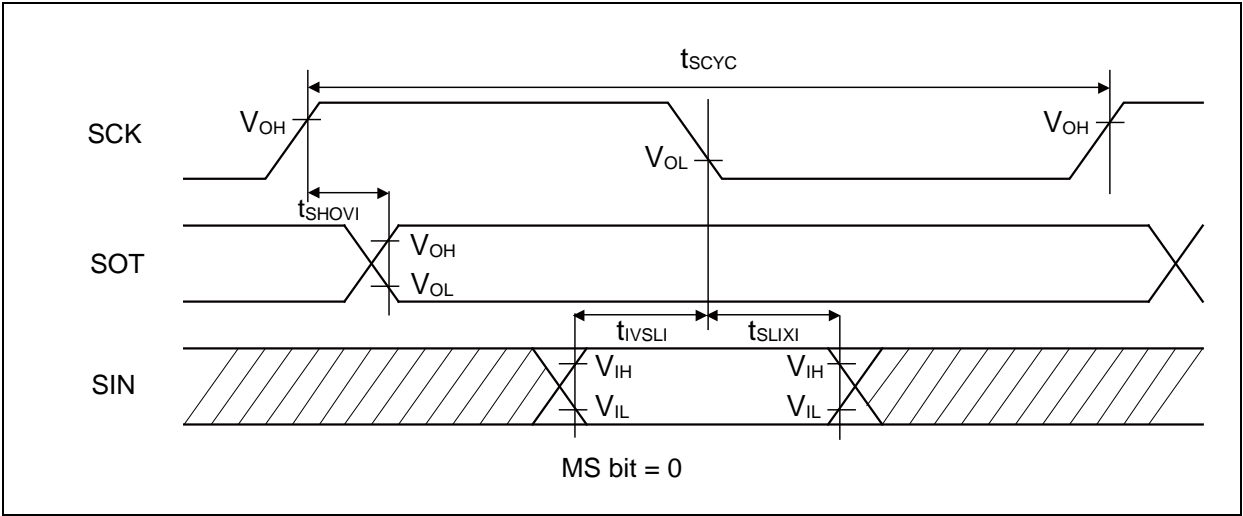 tSCYC
SCK
VOH
VOL
VOH
tSHOVI
SOT
VOH
VOL
tIVSLI
tSLIXI
SIN
VIH
VIH
VIL
VIL
MS bit = 0